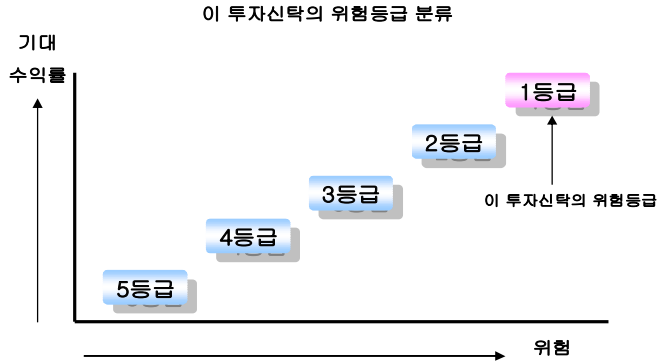 이 투자신탁의 위험등급 분류
기대
수익률
1등급
2등급
3등급
이 투자신탁의 위험등급
4등급
5등급
위험